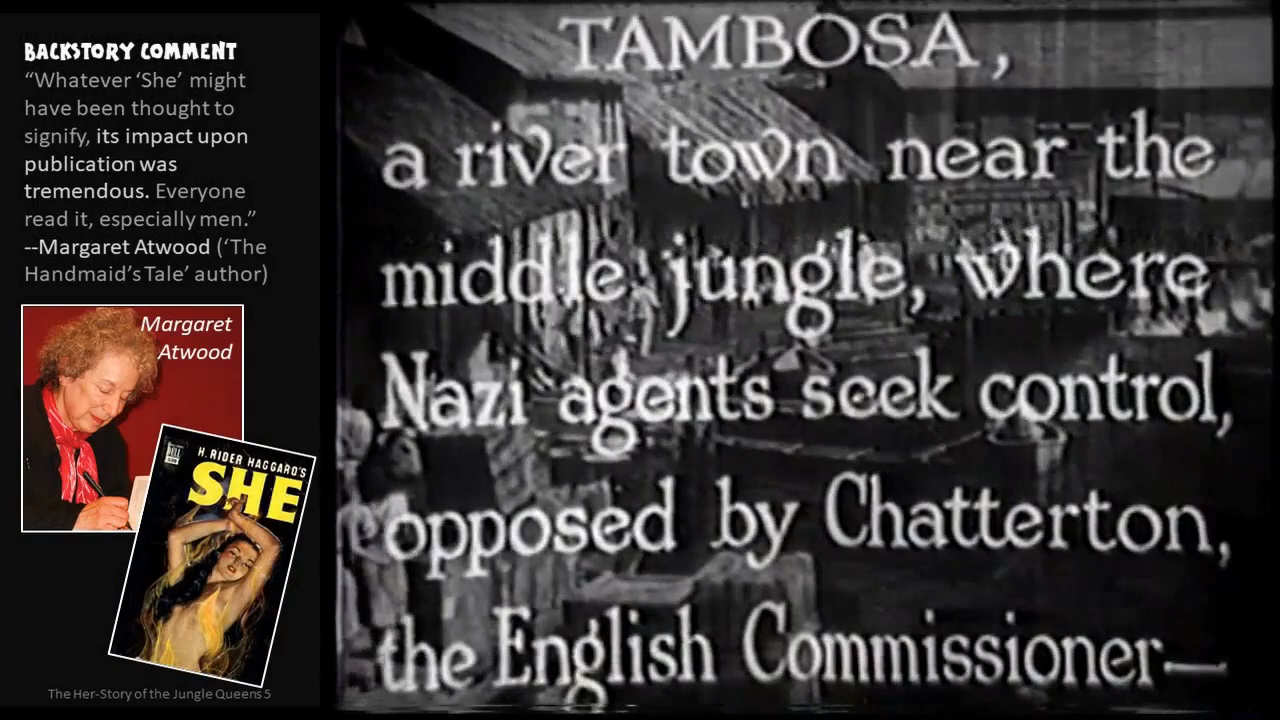 BACKSTORY COMMENT
“Whatever ‘She’ might
have been thought to
signify, its impact upon
publication was
tremendous. Everyone
read it, especially men.”
--Margaret Atwood (‘The
Handmaid’s Tale’ author)
Margaret
Atwood
H. RIDER HAGGARD'S
SHE
The Her-Story of the Jungle Queens 5
TAMBOSA,
a river town near the
middle jungle, where
Nazi agents seek control,
opposed by Chatterton,
the English Commissioner—